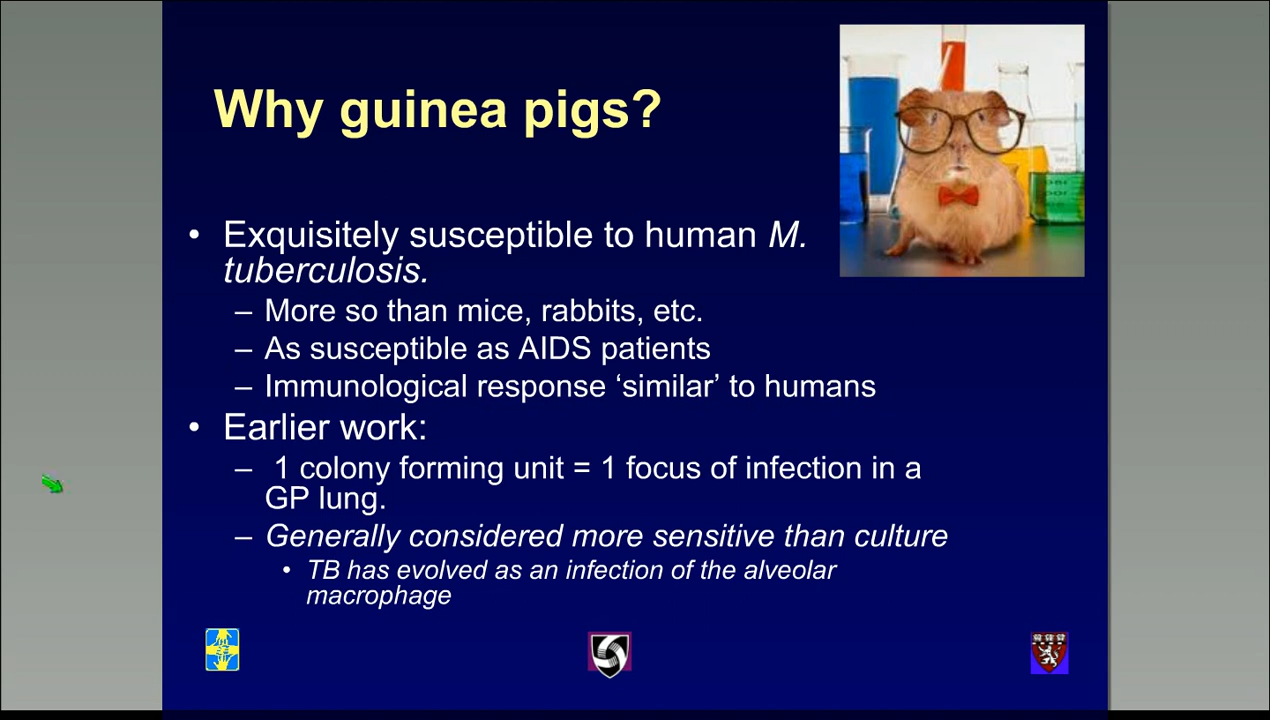 Why guinea pigs?
• Exquisitely susceptible to human M.
tuberculosis.
– More so than mice, rabbits, etc.
– As susceptible as AIDS patients
– Immunological response ‘similar’ to humans
• Earlier work:
– 1 colony forming unit = 1 focus of infection in a
GP lung.
– Generally considered more sensitive than culture
• TB has evolved as an infection of the alveolar
macrophage